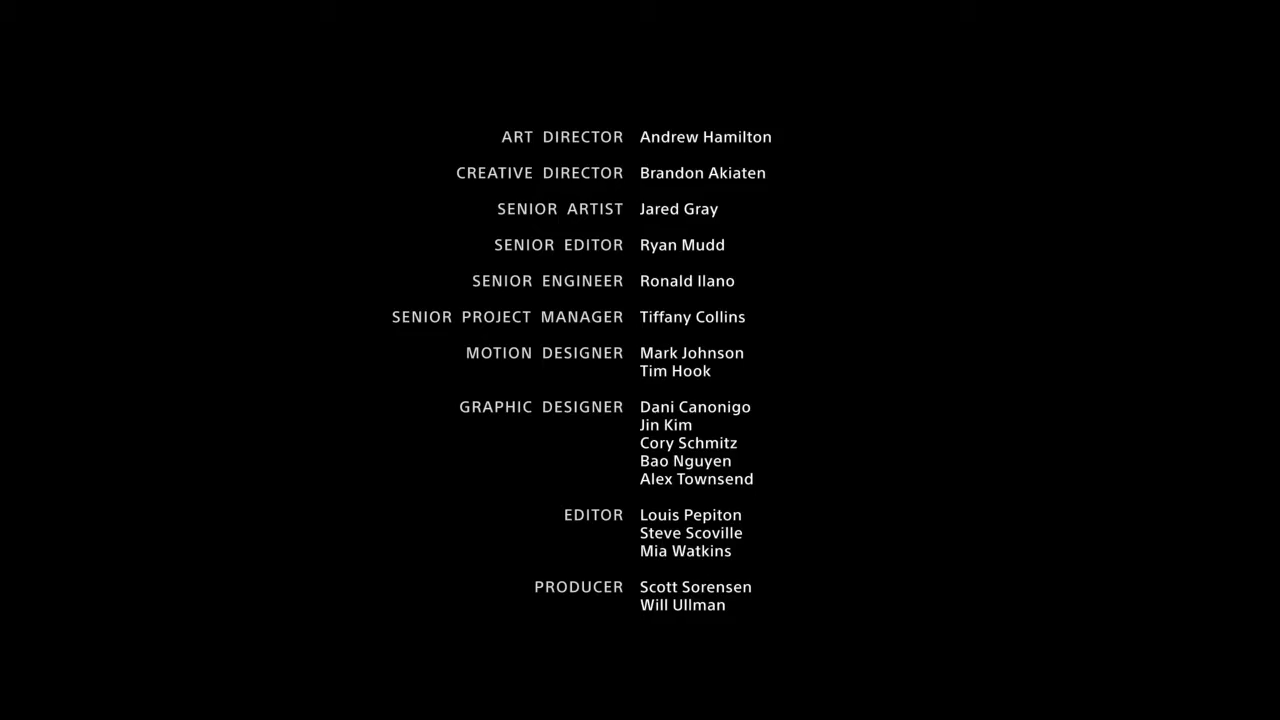 ART DIRECTOR Andrew Hamilton
CREATIVE DIRECTOR Brandon Akiaten
SENIOR ARTIST Jared Gray
SENIOR EDITOR Ryan Mudd
SENIOR ENGINEER Ronald Ilano
SENIOR PROJECT MANAGER Tiffany Collins
MOTION DESIGNER Mark Johnson
Tim Hook
GRAPHIC DESIGNER Dani Canonigo
Jin Kim
Cory Schmitz
Bao Nguyen
Alex Townsend
EDITOR Louis Pepiton
Steve Scoville
Mia Watkins
PRODUCER Scott Sorensen
Will Ullman